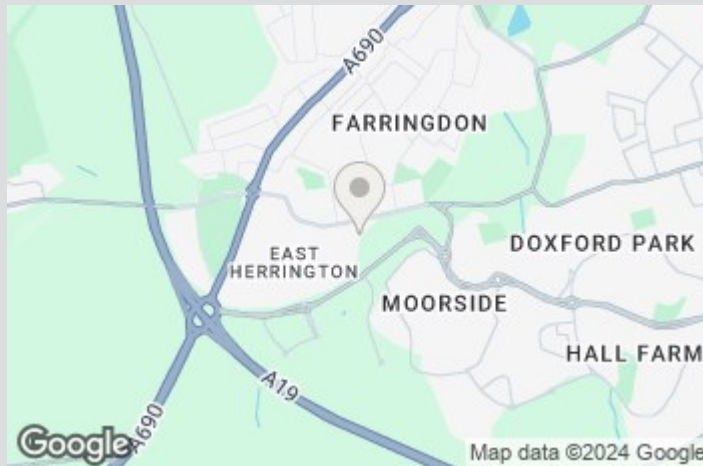 A690
FARRINGDON
EAST
HERRINGTON
DOXFORD PARK
MOORSIDE
HALL FARM
A19
A690
Google
Map data ©2024 Google